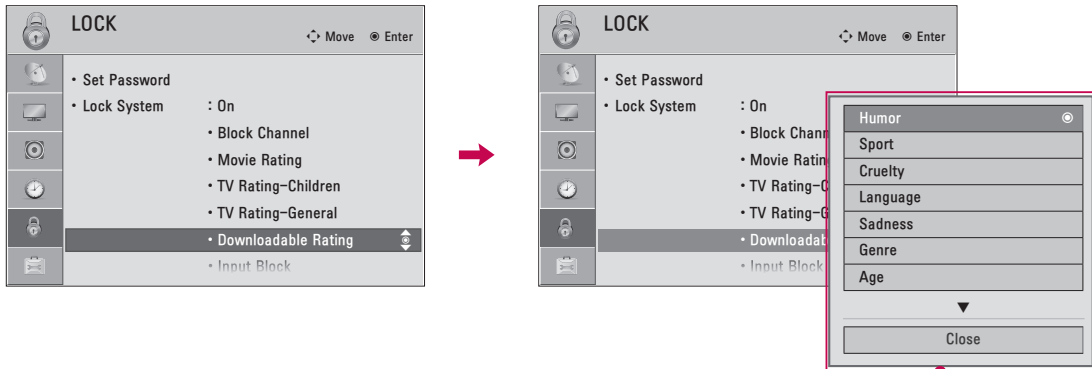 LOCK
Move Enter
• Set Password
• Lock System : On
• Block Channel
• Movie Rating
• TV Rating-Children
• TV Rating-General
• Downloadable Rating
• Input Block
LOCK
Move Enter
• Set Password
• Lock System : On
• Block Chann
• Movie Ratin
• TV Rating-C
• TV Rating-G
• Downloadab
• Input Block
Humor
Sport
Cruelty
Language
Sadness
Genre
Age
▼
Close